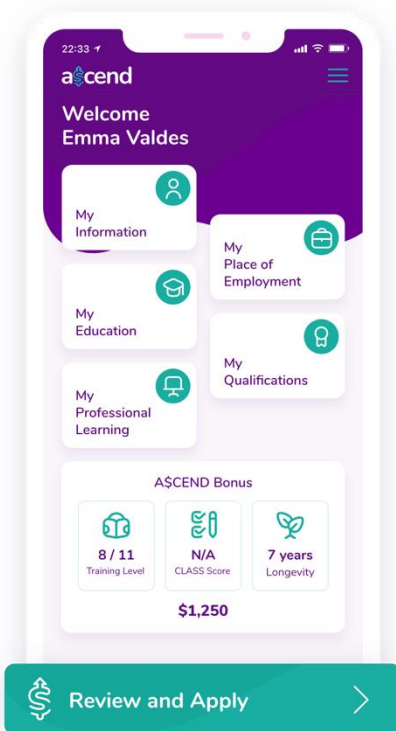 22:33
a$cend
Welcome
Emma Valdes
My
Information
My
Place of
Employment
My
Education
My
Qualifications
My
Professional
Learning
A$CEND Bonus
8 / 11
Training Level
N/A
CLASS Score
7 years
Longevity
$1,250
Review and Apply